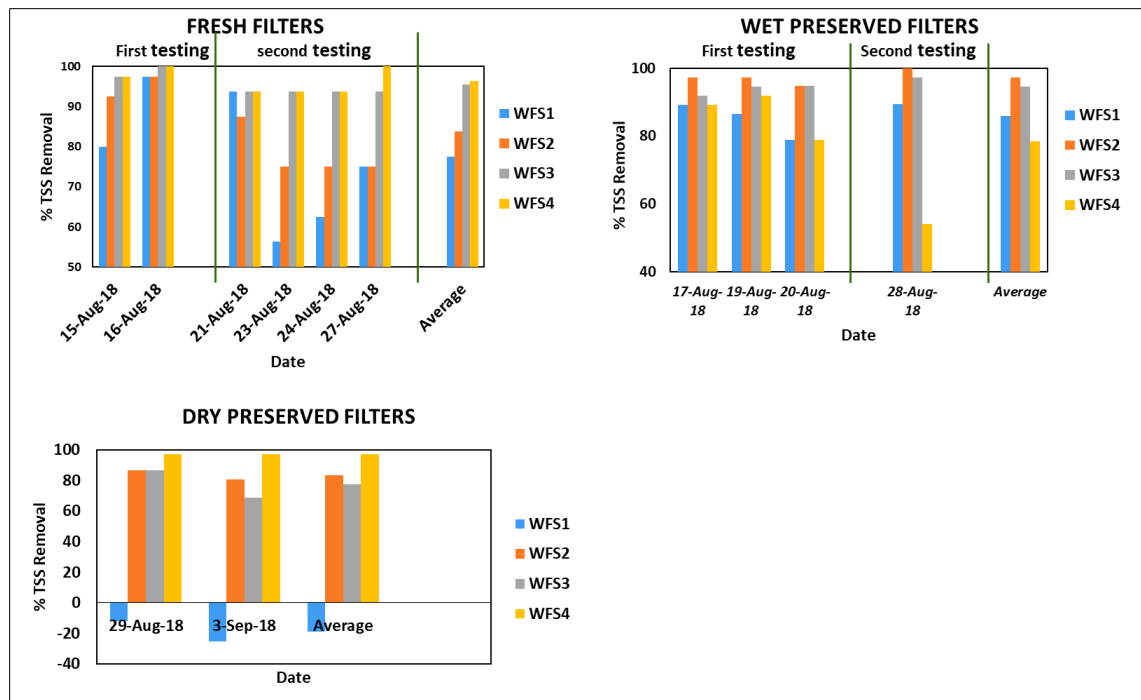 FRESH FILTERS
First testing
second testing
100
90
80
70
60
50
% TSS Removal
15-Aug-18
16-Aug-18
21-Aug-18
23-Aug-18
24-Aug-18
27-Aug-18
Average
Date
WFS1
WFS2
WFS3
WFS4
WET PRESERVED FILTERS
First testing
Second testing
100
80
60
40
% TSS Removal
17-Aug-
18
19-Aug-
18
20-Aug-
18
28-Aug-
18
Average
Date
WFS1
WFS2
WFS3
WFS4
DRY PRESERVED FILTERS
100
80
60
40
20
0
-20
-40
% TSS Removal
29-Aug-18
3-Sep-18
Average
Date
WFS1
WFS2
WFS3
WFS4